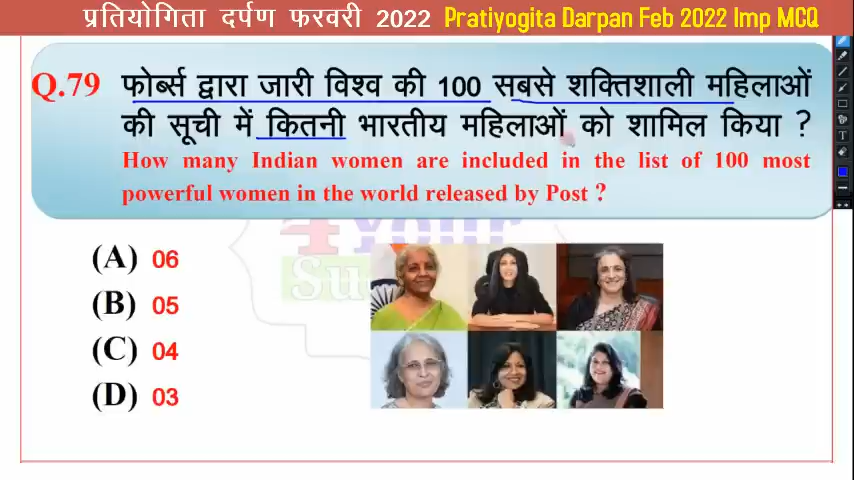 प्रतियोगिता दर्पण फरवरी 2022 Pratiyogita Darpan Feb 2022 Imp MCQ
Q.79 फोर्ब्स द्वारा जारी विश्व की 100 सबसे शक्तिशाली महिलाओं
की सूची में कितनी भारतीय महिलाओं को शामिल किया ?
How many Indian women are included in the list of 100 most
powerful women in the world released by Post ?
4 Your
(A) 06
(B) 05
(C) 04
(D) 03